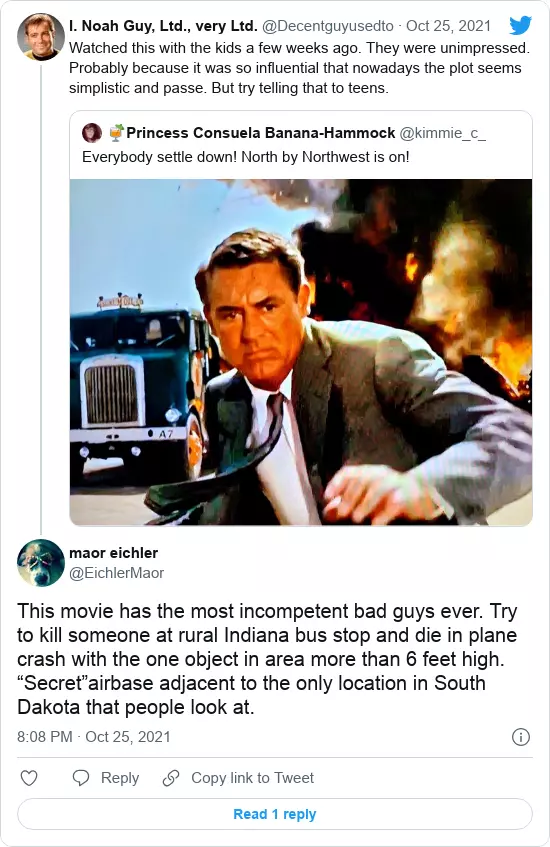 I. Noah Guy, Ltd., very Ltd. @Decentguyusedto · Oct 25, 2021
Watched this with the kids a few weeks ago. They were unimpressed.
Probably because it was so influential that nowadays the plot seems
simplistic and passe. But try telling that to teens.
🍹Princess Consuela Banana-Hammock @kimmie_c_
Everybody settle down! North by Northwest is on!
A7
maor eichler
@EichlerMaor
This movie has the most incompetent bad guys ever. Try
to kill someone at rural Indiana bus stop and die in plane
crash with the one object in area more than 6 feet high.
“Secret”airbase adjacent to the only location in South
Dakota that people look at.
8:08 PM · Oct 25, 2021
Reply
Copy link to Tweet
Read 1 reply